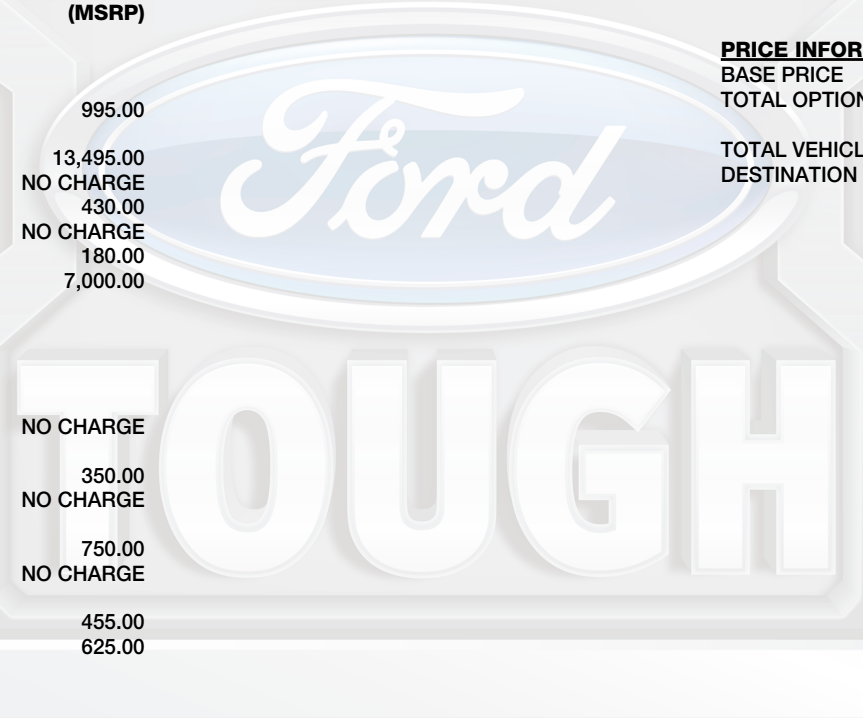 (MSRP)
995.00
13,495.00
NO CHARGE
430.00
NO CHARGE
180.00
7,000.00
NO CHARGE
350.00
NO CHARGE
750.00
NO CHARGE
455.00
625.00
PRICE INFOR
BASE PRICE
TOTAL OPTION
TOTAL VEHICL
DESTINATION
Ford
TOUGH